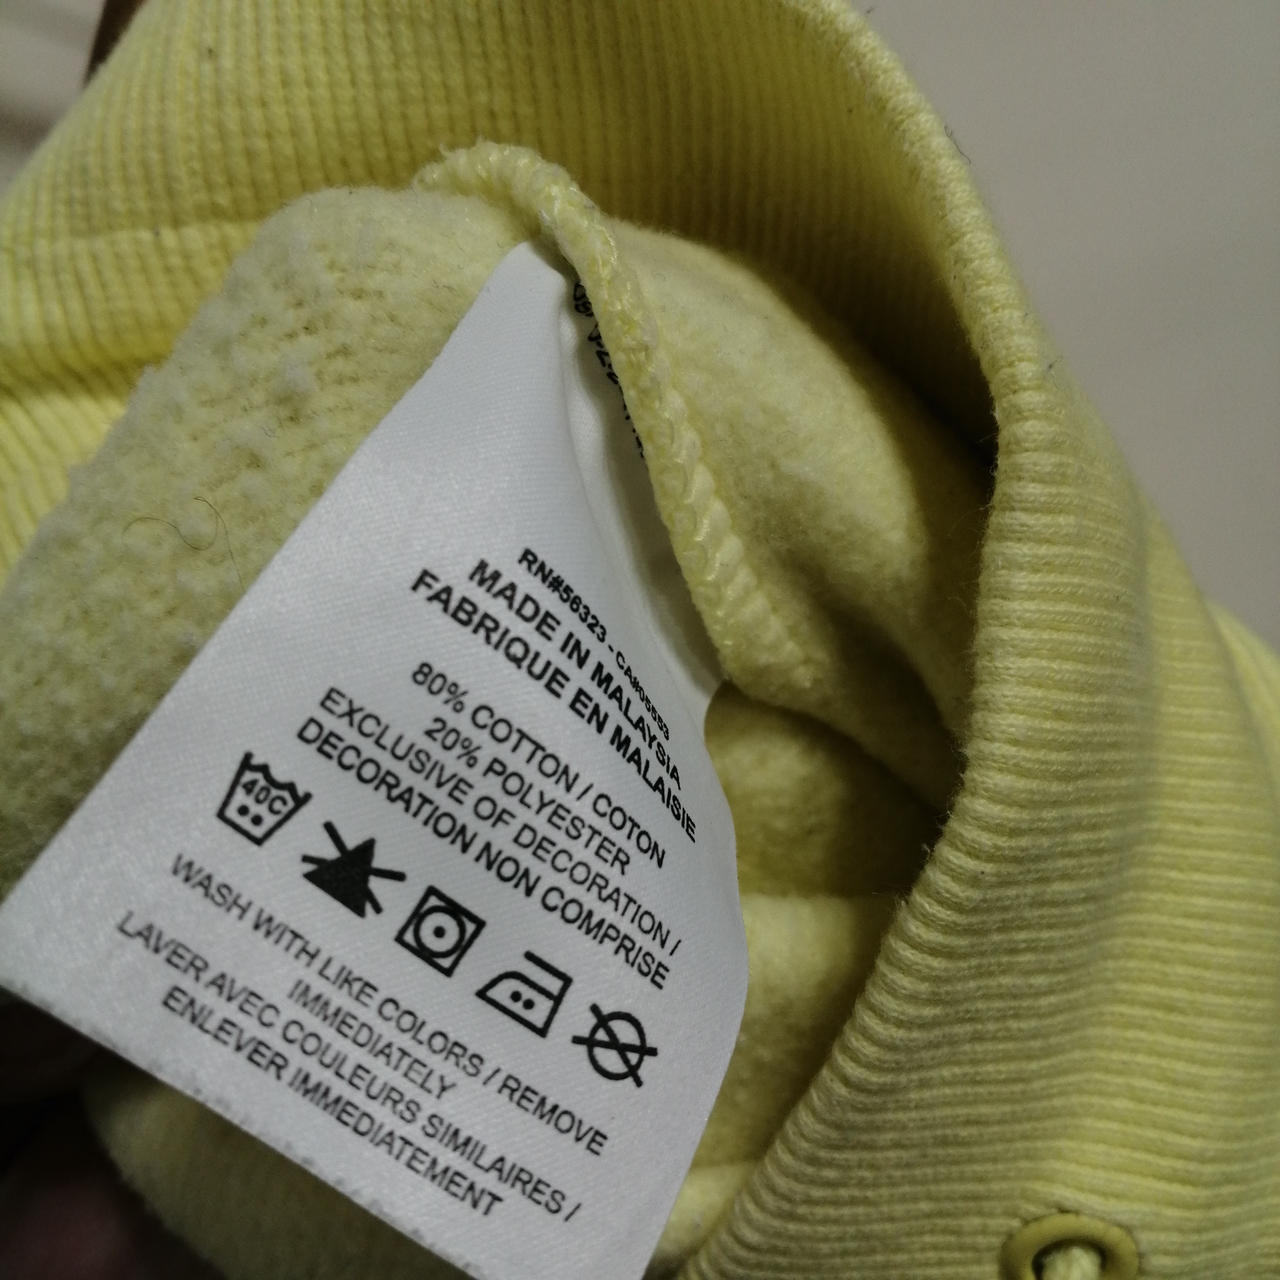 RN#56323 - CA#05553
MADE IN MALAYSIA
FABRIQUE EN MALAISIE
80% COTTON / COTON
20% POLYESTER
EXCLUSIVE OF DECORATION /
DECORATION NON COMPRISE
40C
WASH WITH LIKE COLORS / REMOVE
IMMEDIATELY
LAVER AVEC COULEURS SIMILAIRES /
ENLEVER IMMEDIATEMENT